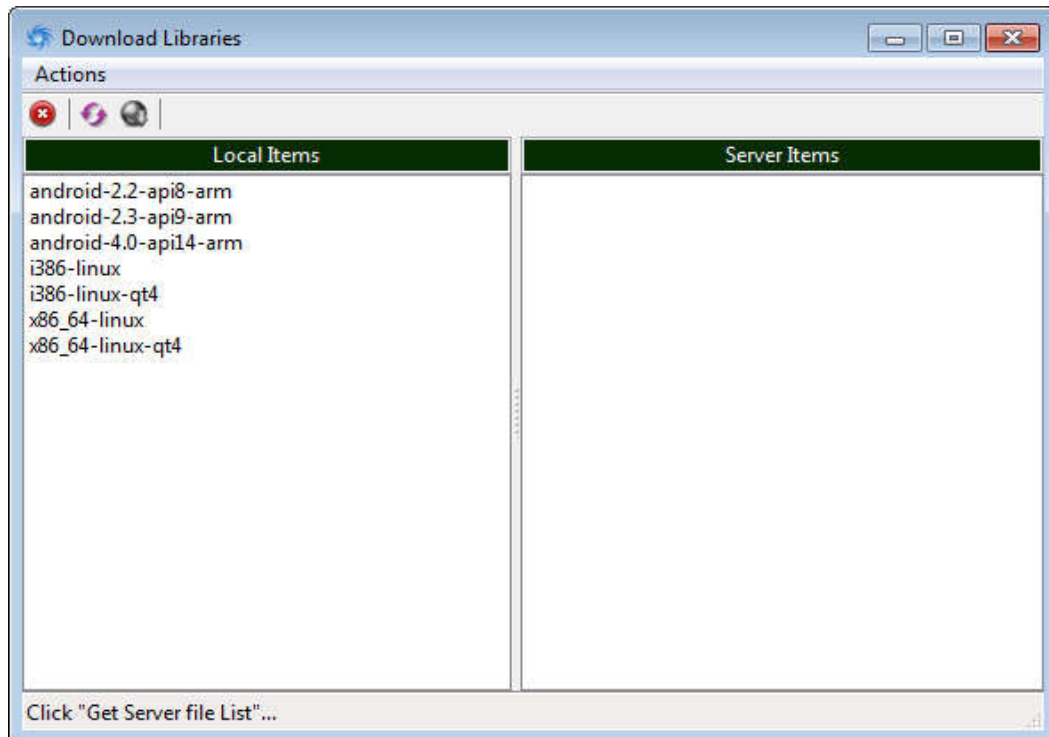 Download Libraries
Actions
Local Items
Server Items
android-2.2-api8-arm
android-2.3-api9-arm
android-4.0-api14-arm
i386-linux
i386-linux-qt4
x86_64-linux
x86_64-linux-qt4
Click "Get Server file List"...